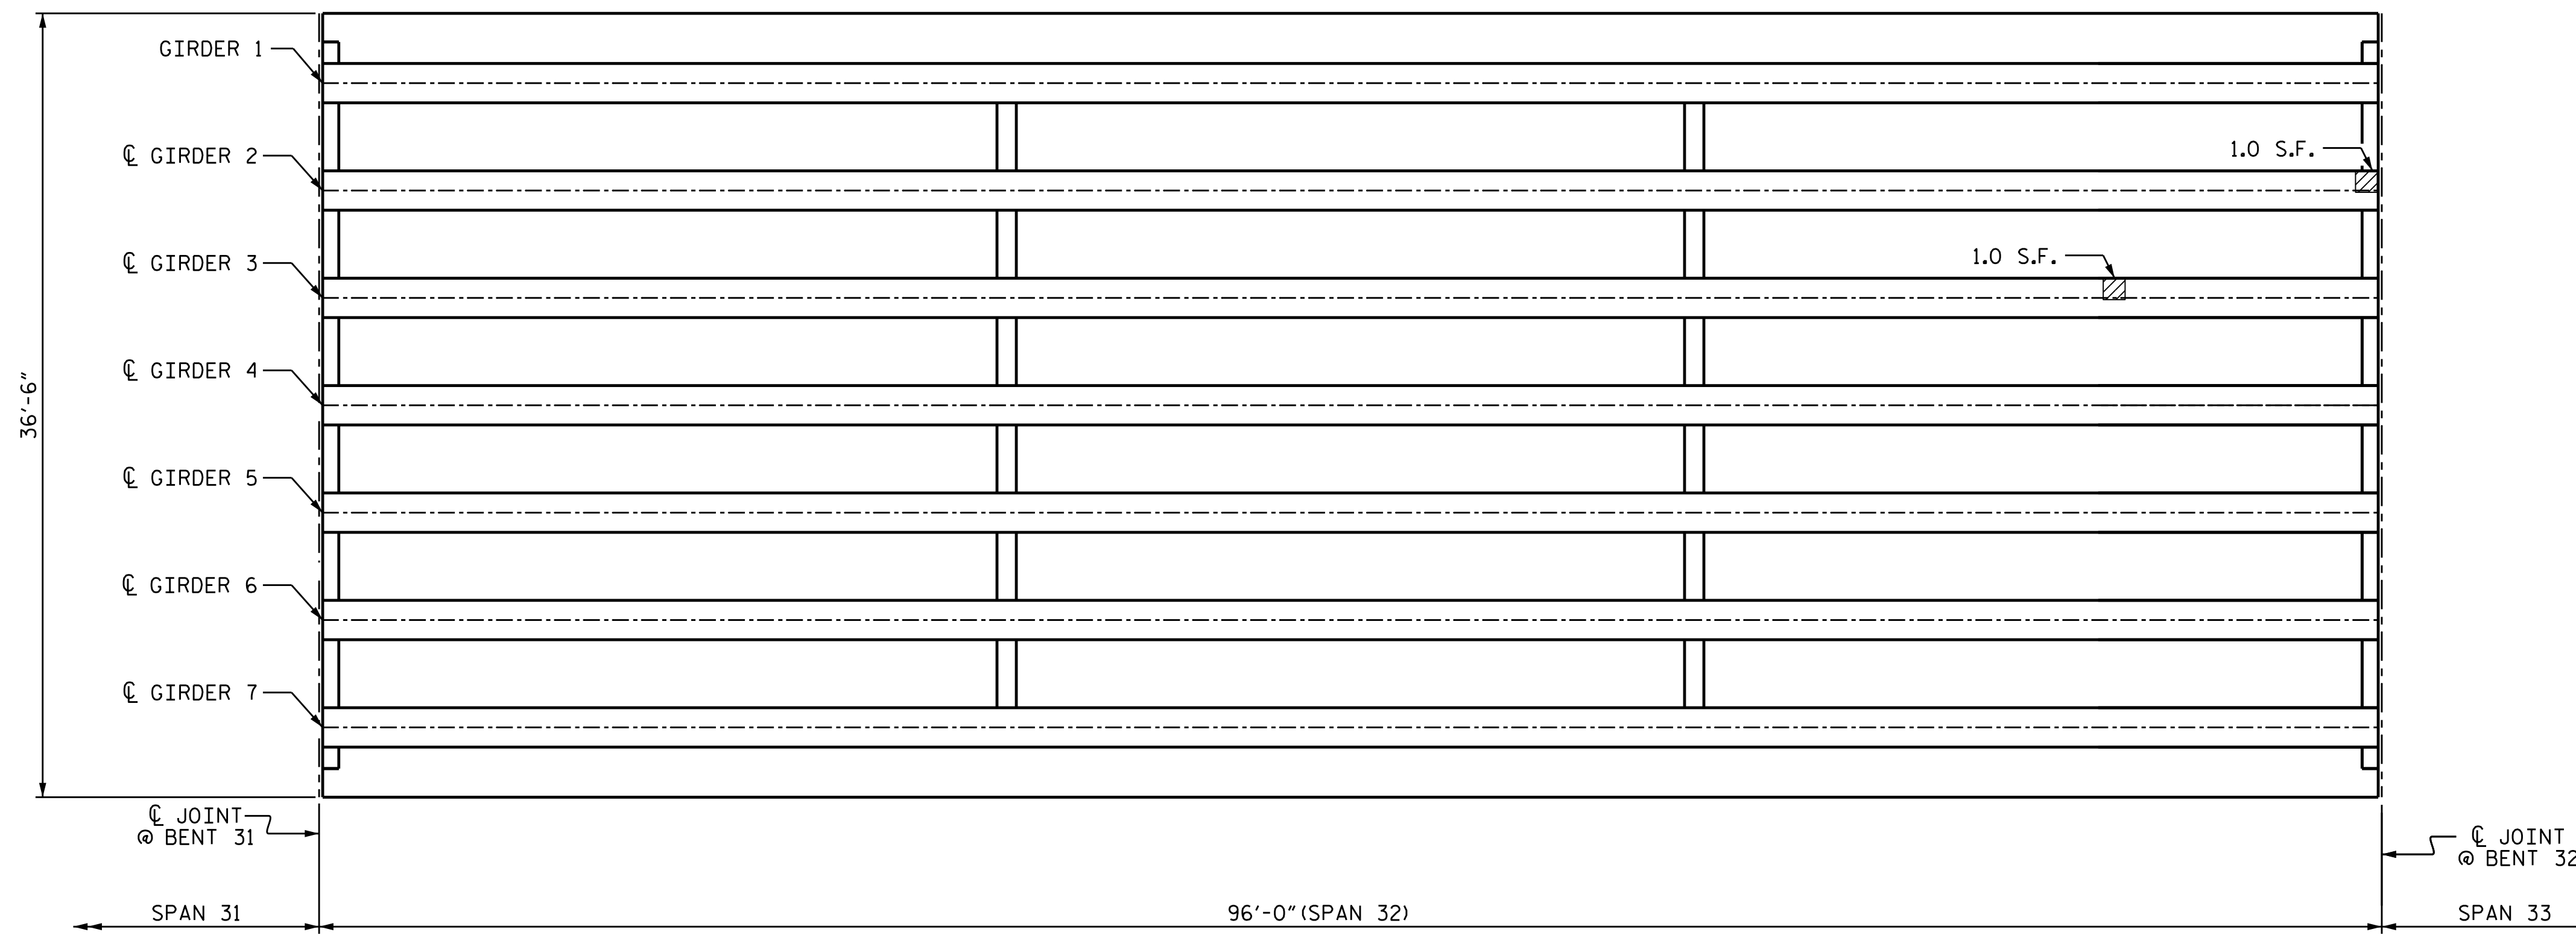 GIRDER 1
℄ GIRDER 2
1.0 S.F.
℄ GIRDER 3
1.0 S.F.
℄ GIRDER 4
36'-6"
℄ GIRDER 5
℄ GIRDER 6
℄ GIRDER 7
℄ JOINT
@ BENT 31
℄ JOINT
@ BENT 32
SPAN 31
96'-0" (SPAN 32)
SPAN 33